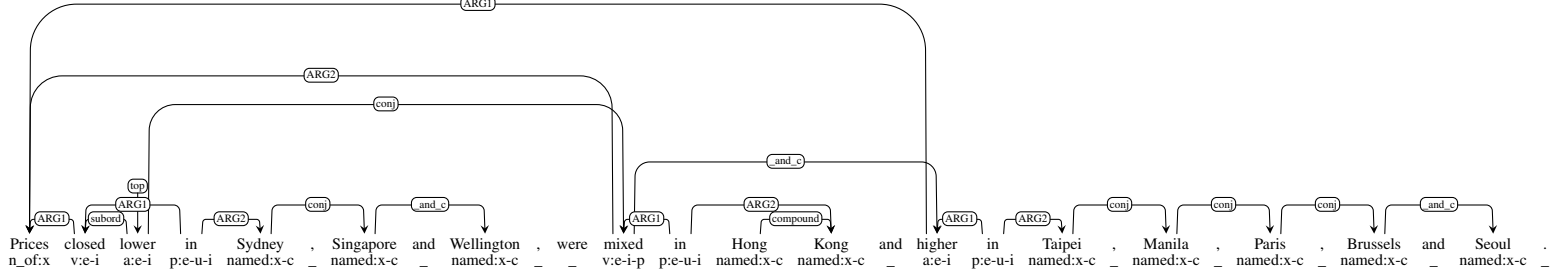 ARG1
ARG2
conj
_and_c
top
ARG1 conj _and_c ARG2 conj conj conj _and_c
ARG1 subord ARG2 ARG1 compound ARG1 ARG2
Prices closed lower in Sydney , Singapore and Wellington , were mixed in Hong Kong and higher in Taipei , Manila , Paris , Brussels and Seoul .
n_of:x v:e-i a:e-i p:e-u-i named:x-c _ named:x-c _ named:x-c _ _ v:e-i-p p:e-u-i named:x-c named:x-c _ a:e-i p:e-u-i named:x-c _ named:x-c _ named:x-c _ named:x-c _ named:x-c _